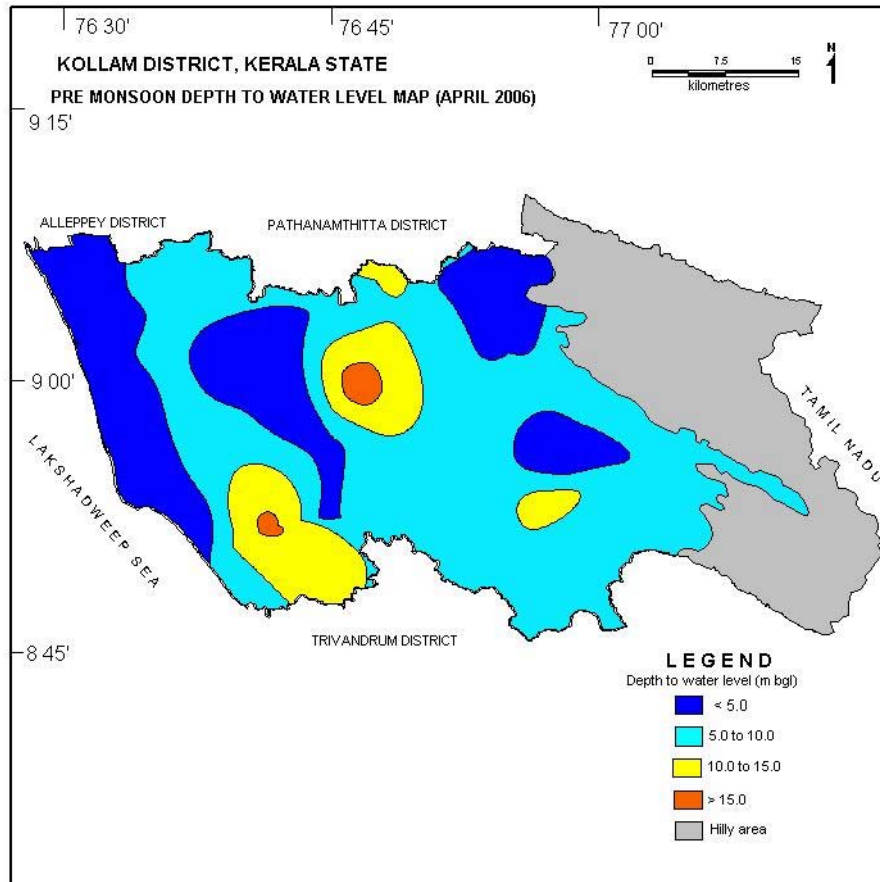 76 30'
76 45'
77 00'
KOLLAM DISTRICT, KERALA STATE
PRE MONSOON DEPTH TO WATER LEVEL MAP (APRIL 2006)
0 7.5 15
kilometres
N
9 15'
ALLEPPEY DISTRICT
PATHANAMTHITTA DISTRICT
9 00'
TAMIL NADU
LAKSHADWEEP SEA
TRIVANDRUM DISTRICT
8 45'
LEGEND
Depth to water level (m bgl)
< 5.0
5.0 to 10.0
10.0 to 15.0
> 15.0
Hilly area